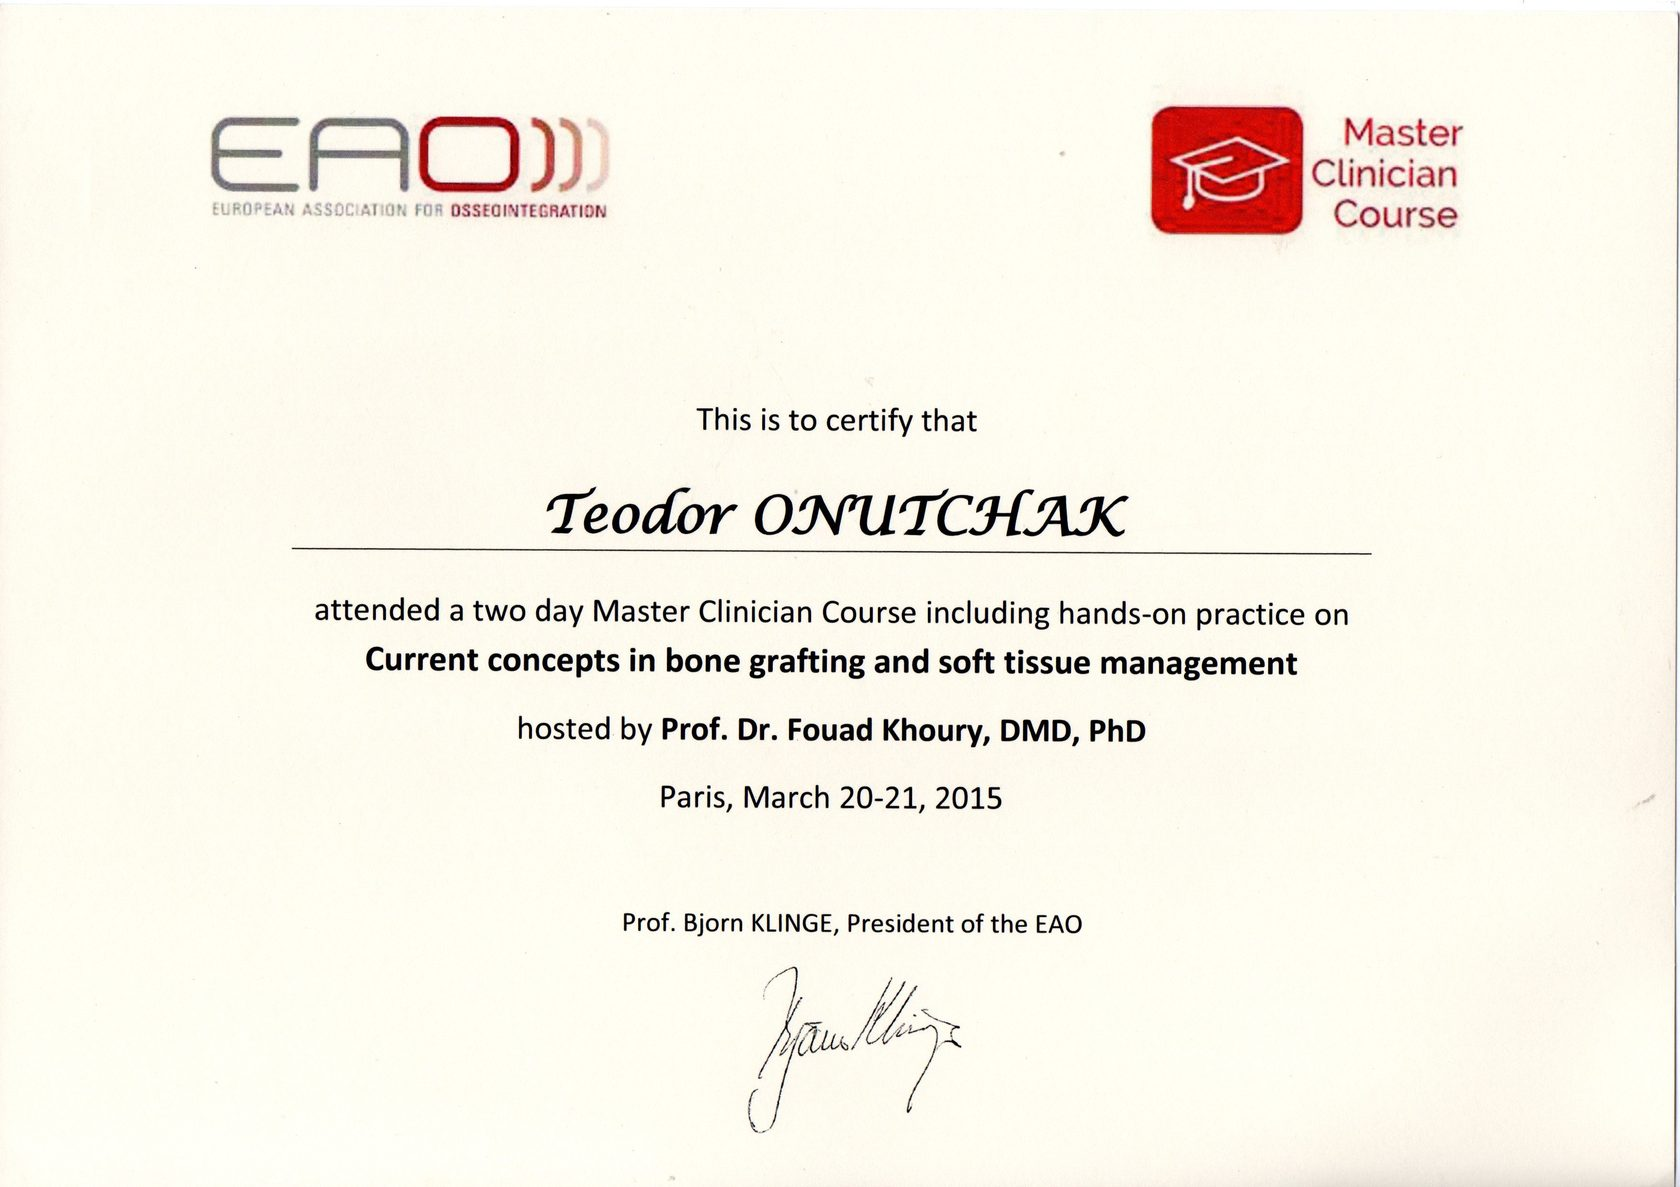 EAO
EUROPEAN ASSOCIATION FOR OSSEOINTEGRATION
Master
Clinician
Course
This is to certify that
Teodor ONUTCHAK
attended a two day Master Clinician Course including hands-on practice on
Current concepts in bone grafting and soft tissue management
hosted by Prof. Dr. Fouad Khoury, DMD, PhD
Paris, March 20-21, 2015
Prof. Bjorn KLINGE, President of the EAO